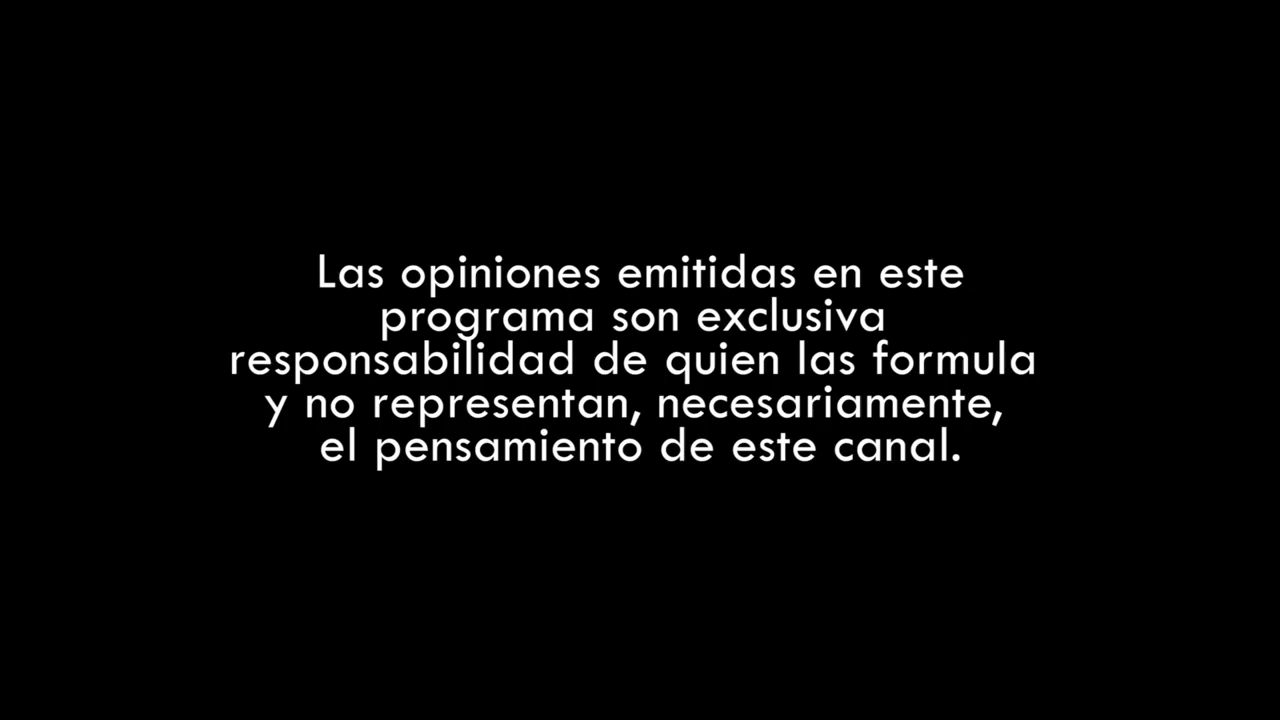 Las opiniones emitidas en este
programa son exclusiva
responsabilidad de quien las formula
y no representan, necesariamente,
el pensamiento de este canal.